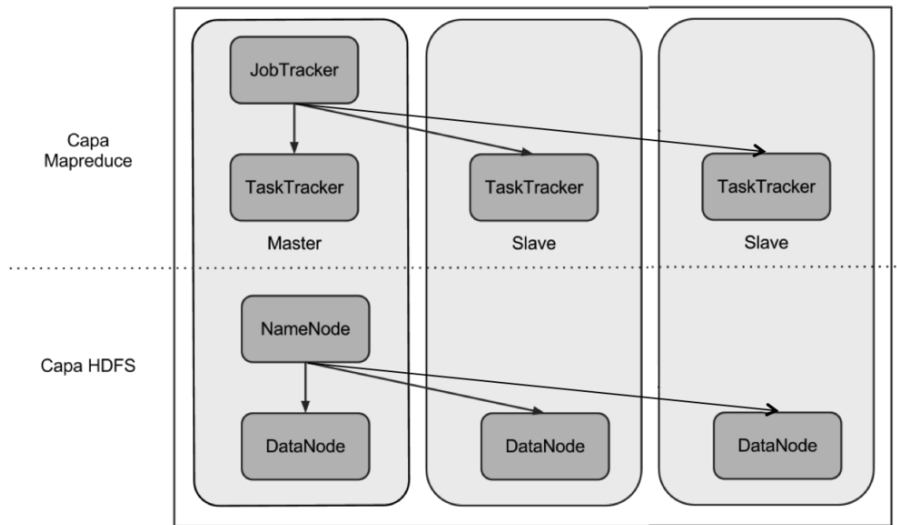 JobTracker
Capa
Mapreduce
TaskTracker
TaskTracker
TaskTracker
Master
Slave
Slave
NameNode
Capa HDFS
DataNode
DataNode
DataNode